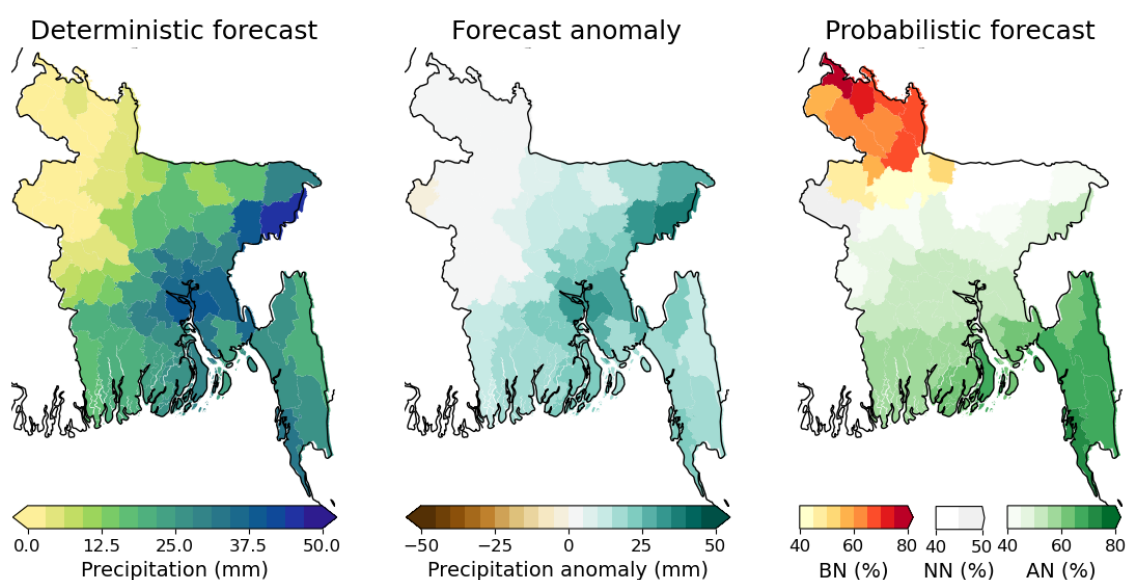 Deterministic forecast
Forecast anomaly
Probabilistic forecast
0.0 12.5 25.0 37.5 50.0
Precipitation (mm)
−50 −25 0 25 50
Precipitation anomaly (mm)
40 60 80
BN (%)
40 50
NN (%)
40 60 80
AN (%)